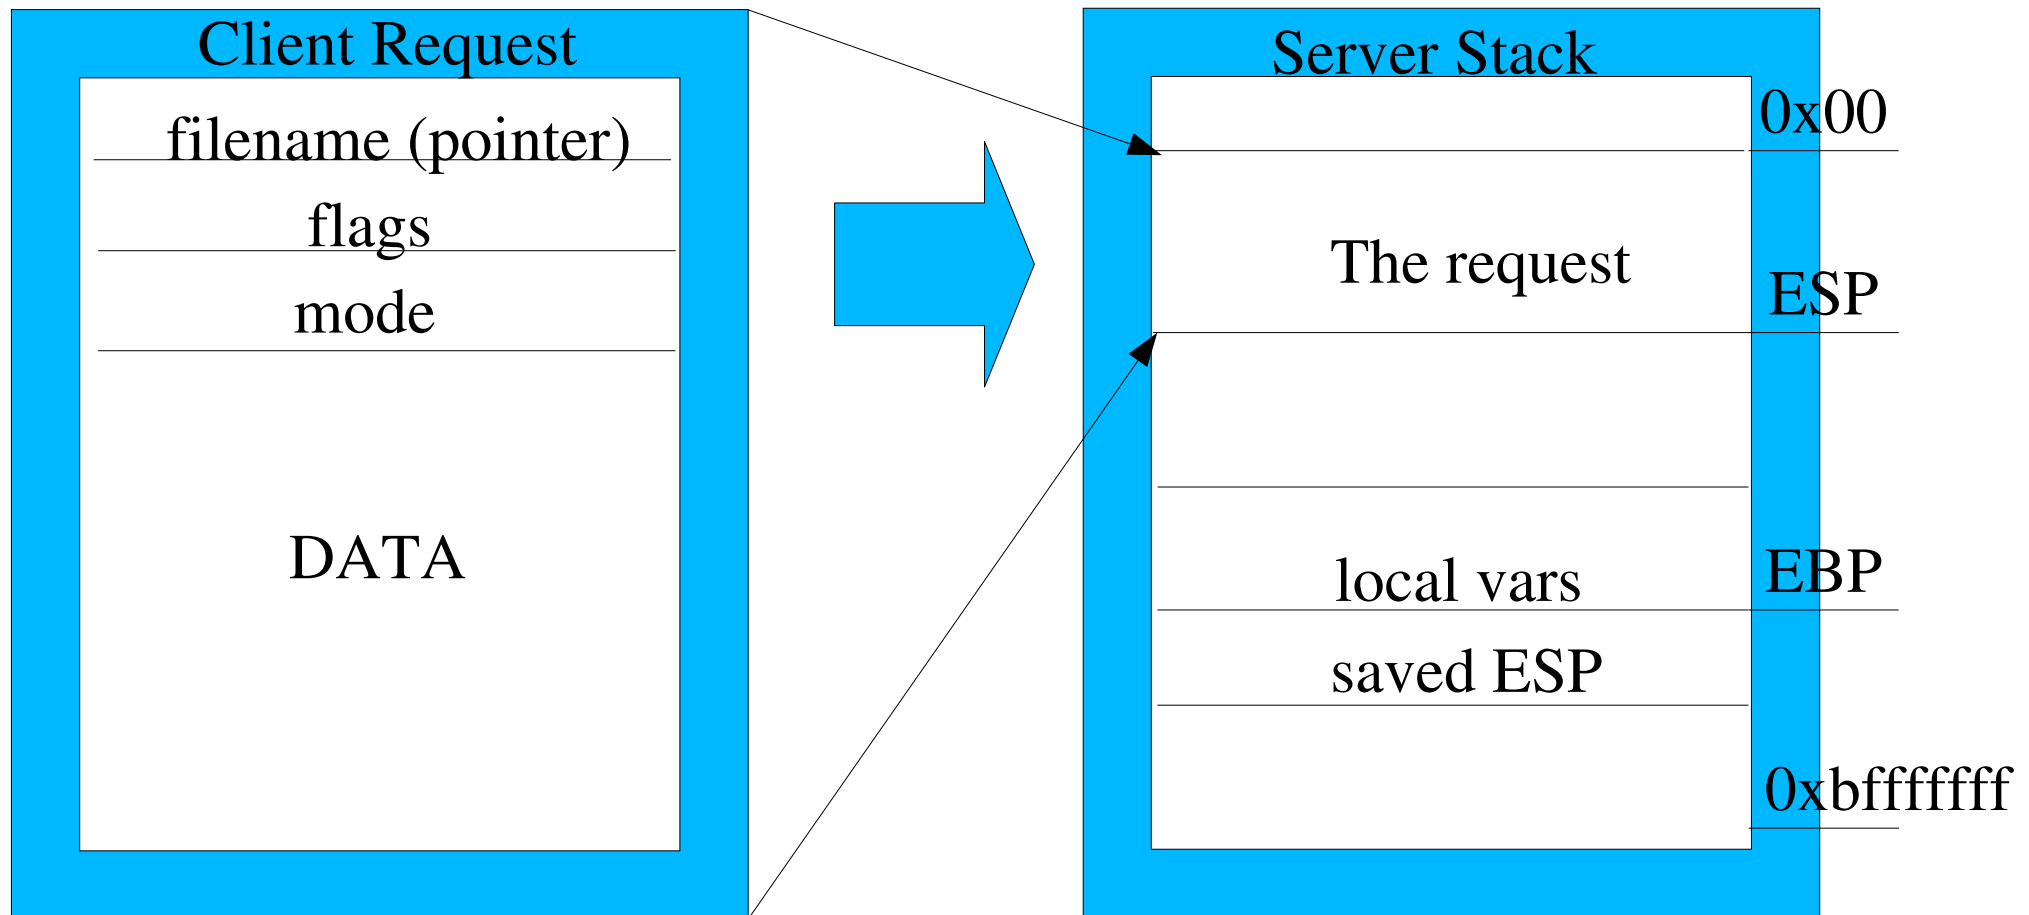 Client Request
filename (pointer)
flags
mode
DATA
Server Stack
0x00
The request
ESP
local vars
EBP
saved ESP
0xbfffffff